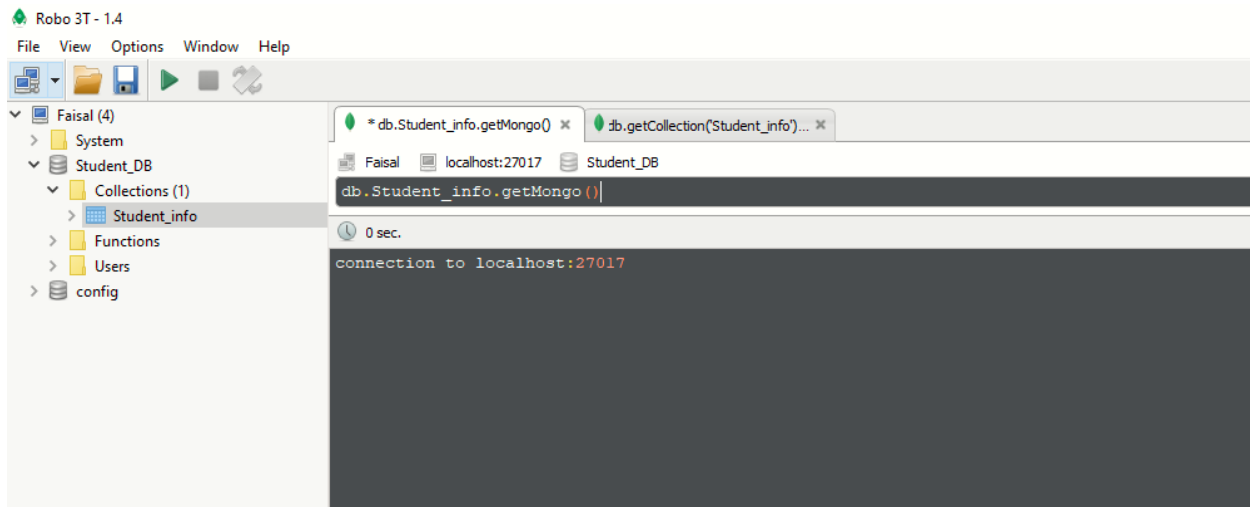 Robo 3T - 1.4
File View Options Window Help
Faisal (4)
System
Student_DB
Collections (1)
Student_info
Functions
Users
config
* db.Student_info.getMongo() db.getCollection('Student_info')...
Faisal localhost:27017 Student_DB
db.Student_info.getMongo()
0 sec.
connection to localhost:27017